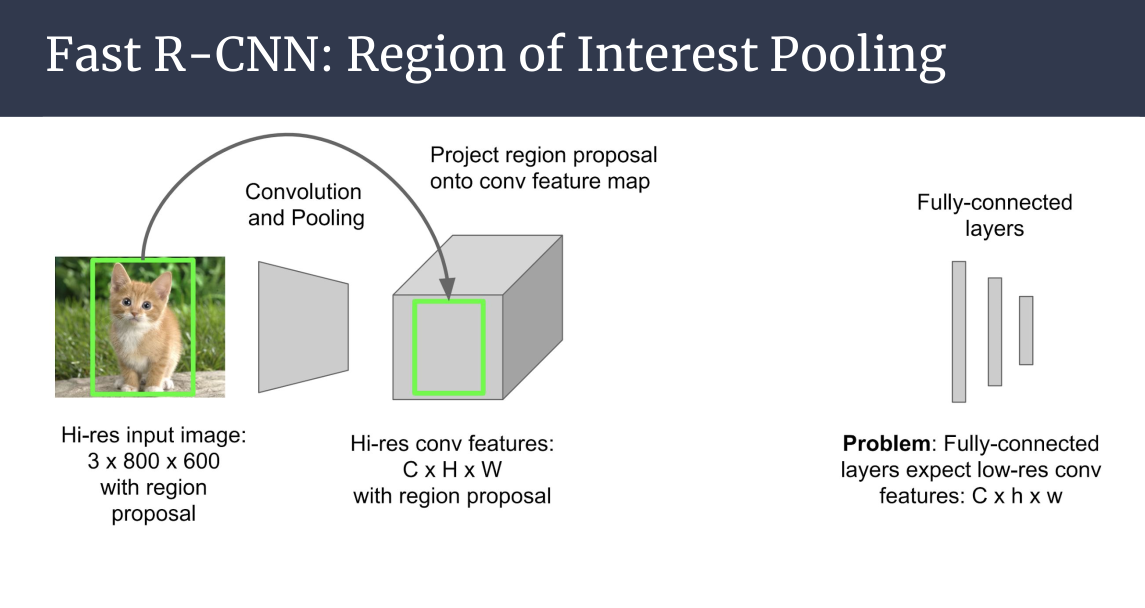 Fast R-CNN: Region of Interest Pooling
Project region proposal
onto conv feature map
Convolution
and Pooling
Fully-connected
layers
Hi-res input image:
3 x 800 x 600
with region
proposal
Hi-res conv features:
C x H x W
with region proposal
Problem: Fully-connected
layers expect low-res conv
features: C x h x w